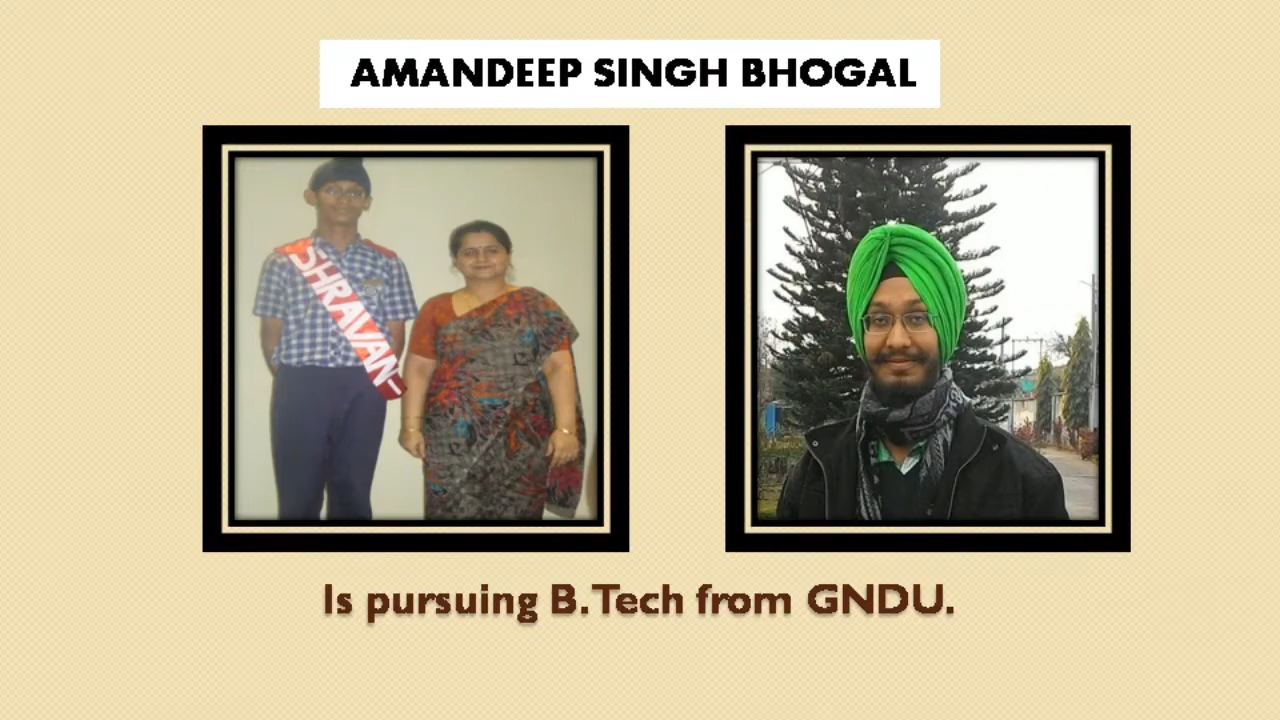 AMANDEEP SINGH BHOGAL
SHRAVAN-
Is pursuing B.Tech from GNDU.